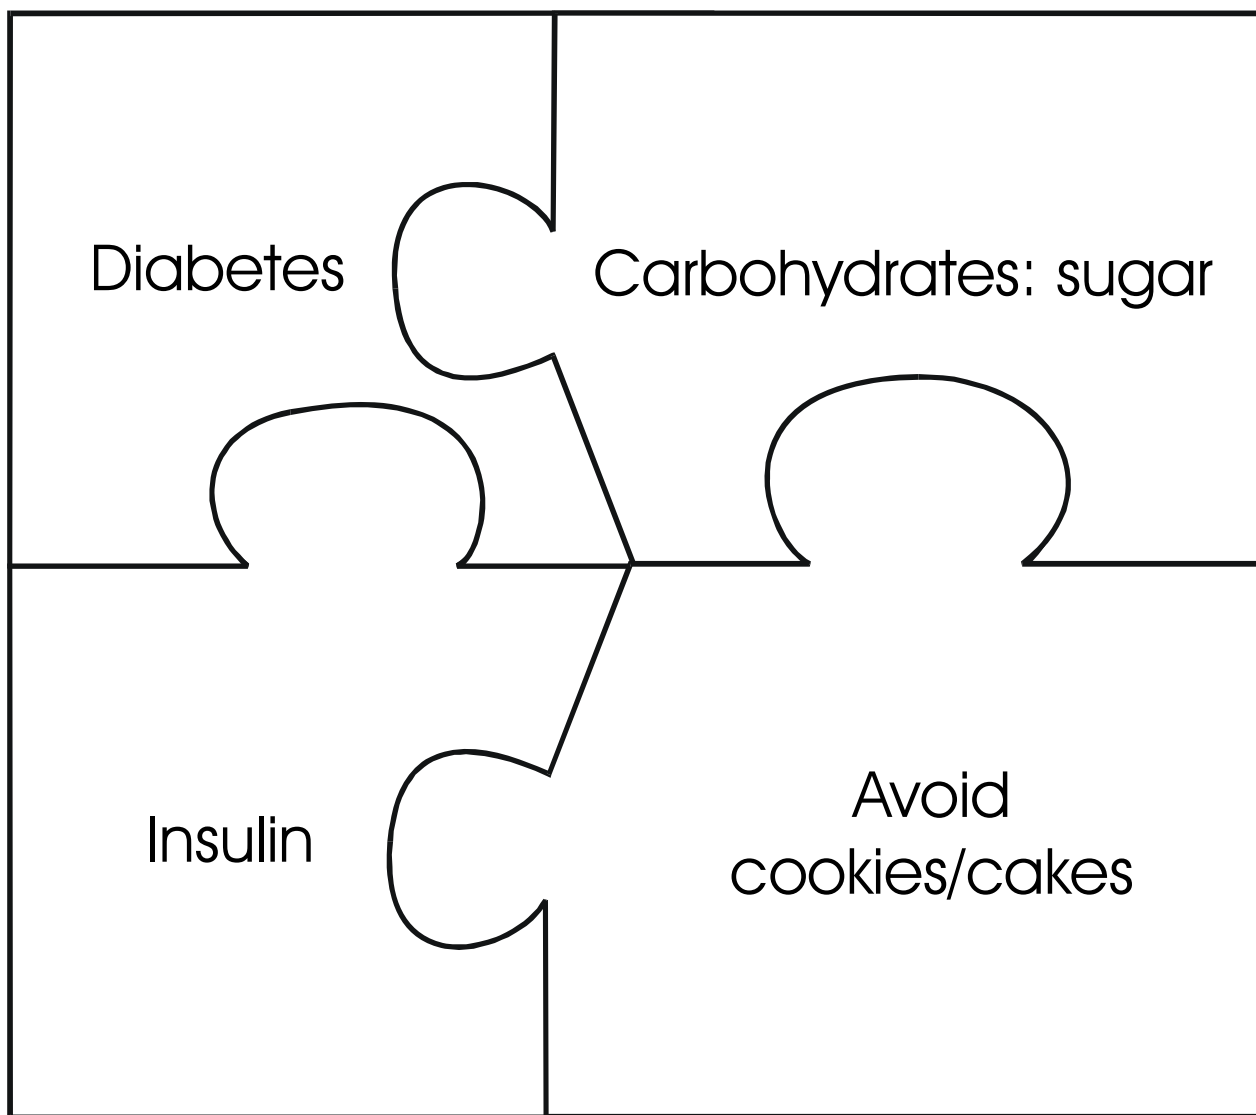 Diabetes
Carbohydrates: sugar
Insulin
Avoid
cookies/cakes